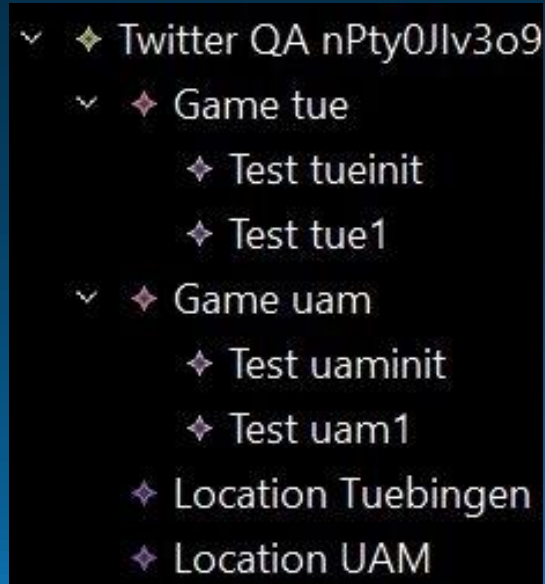 Twitter QA nPty0Jlv3o9
Game tue
Test tueinit
Test tue1
Game uam
Test uaminit
Test uam1
Location Tuebingen
Location UAM